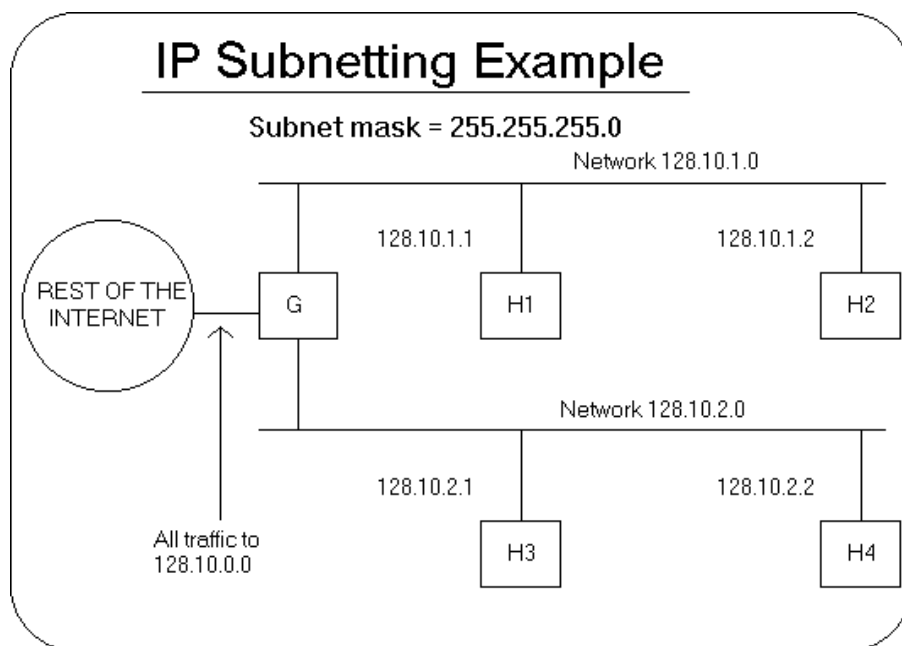 IP Subnetting Example
Subnet mask = 255.255.255.0
Network 128.10.1.0
128.10.1.1
128.10.1.2
REST OF THE
INTERNET
G
H1
H2
Network 128.10.2.0
128.10.2.1
128.10.2.2
All traffic to
128.10.0.0
H3
H4